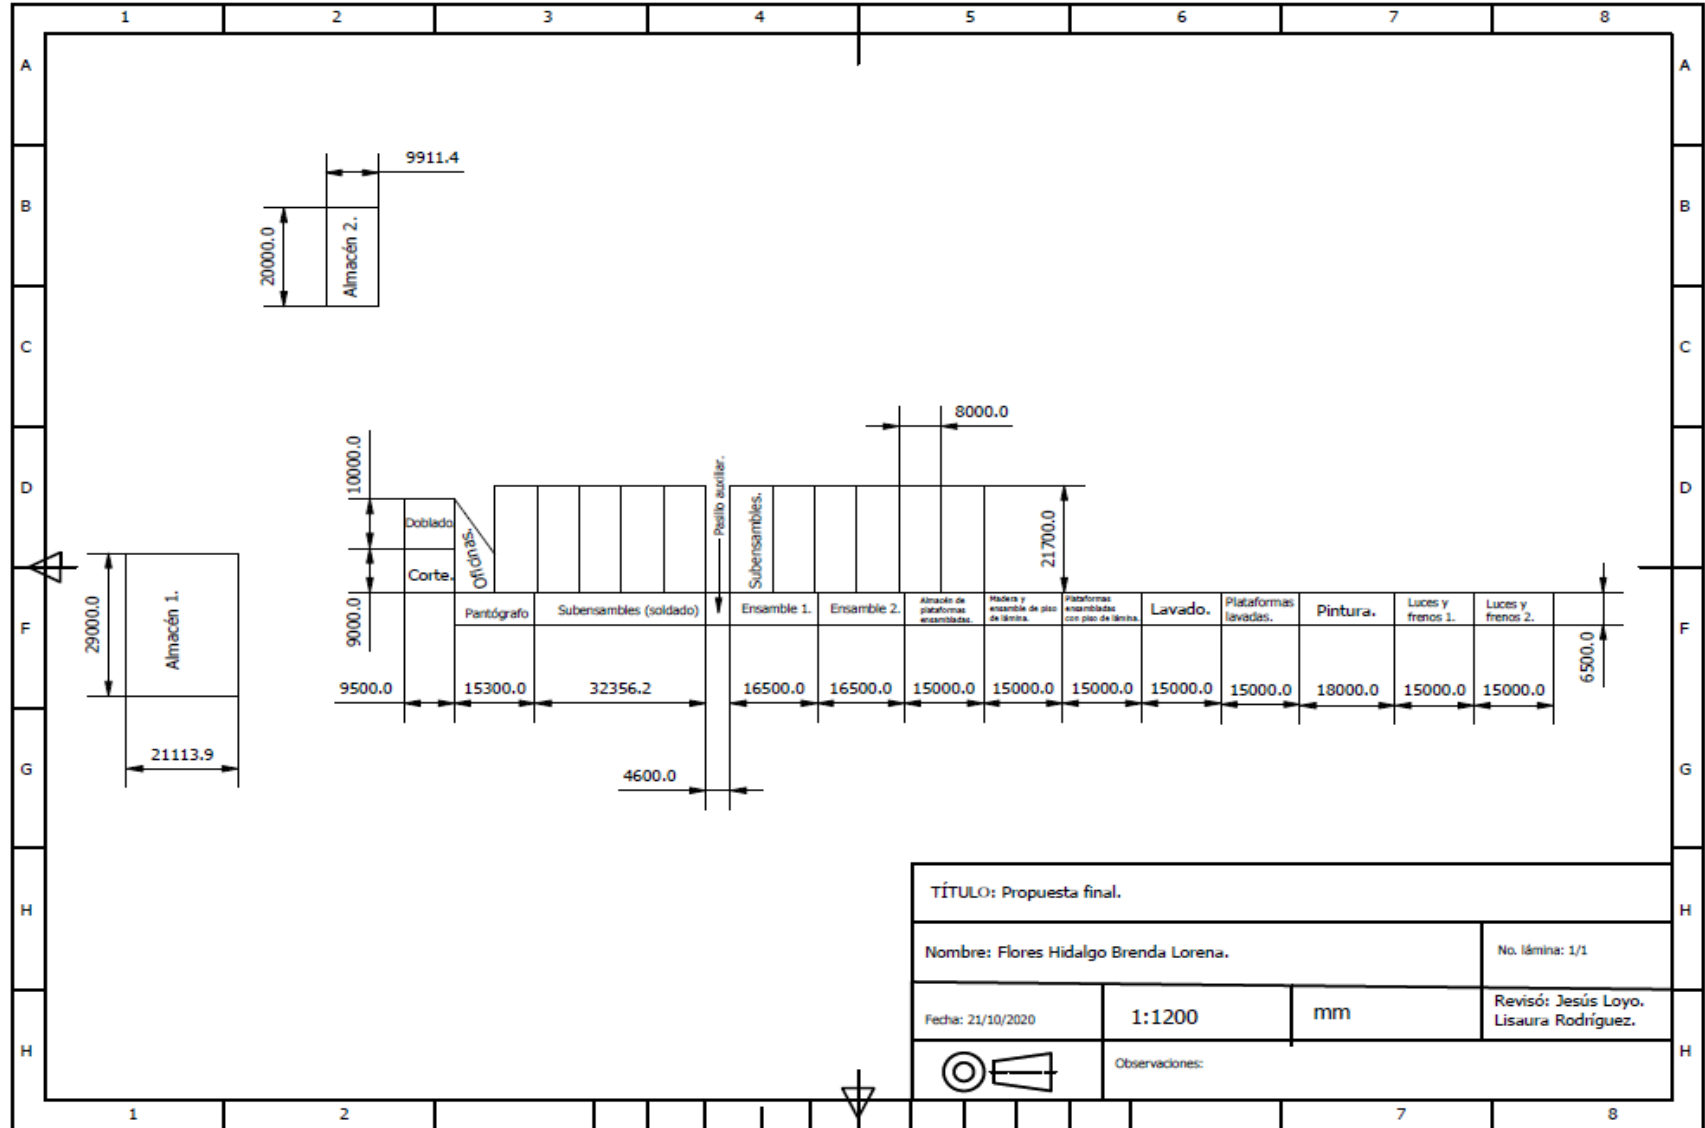 1 2 3 4 5 6 7 8
A A
B B
C C
D D
F F
G G
H H
H H
9911.4
20000.0
Almacén 2.
8000.0
10000.0
Doblado.
Oficinas.
Corte.
9000.0
Pasillo auxiliar.
Subensambles.
21700.0
29000.0
Almacén 1.
21113.9
Pantógrafo
Subensambles (soldado)
Ensamble 1.
Ensamble 2.
Almacén de
plataformas
ensambladas.
Madera y
ensamble de piso
de lámina.
Plataformas
ensambladas
con piso de lámina.
Lavado.
Plataformas
lavadas.
Pintura.
Luces y
frenos 1.
Luces y
frenos 2.
6500.0
9500.0 15300.0 32356.2 16500.0 16500.0 15000.0 15000.0 15000.0 15000.0 15000.0 18000.0 15000.0 15000.0
4600.0
TÍTULO: Propuesta final.
Nombre: Flores Hidalgo Brenda Lorena.
No. lámina: 1/1
Fecha: 21/10/2020
1:1200
mm
Revisó: Jesús Loyo.
Lisaura Rodríguez.
Observaciones:
1 2 7 8